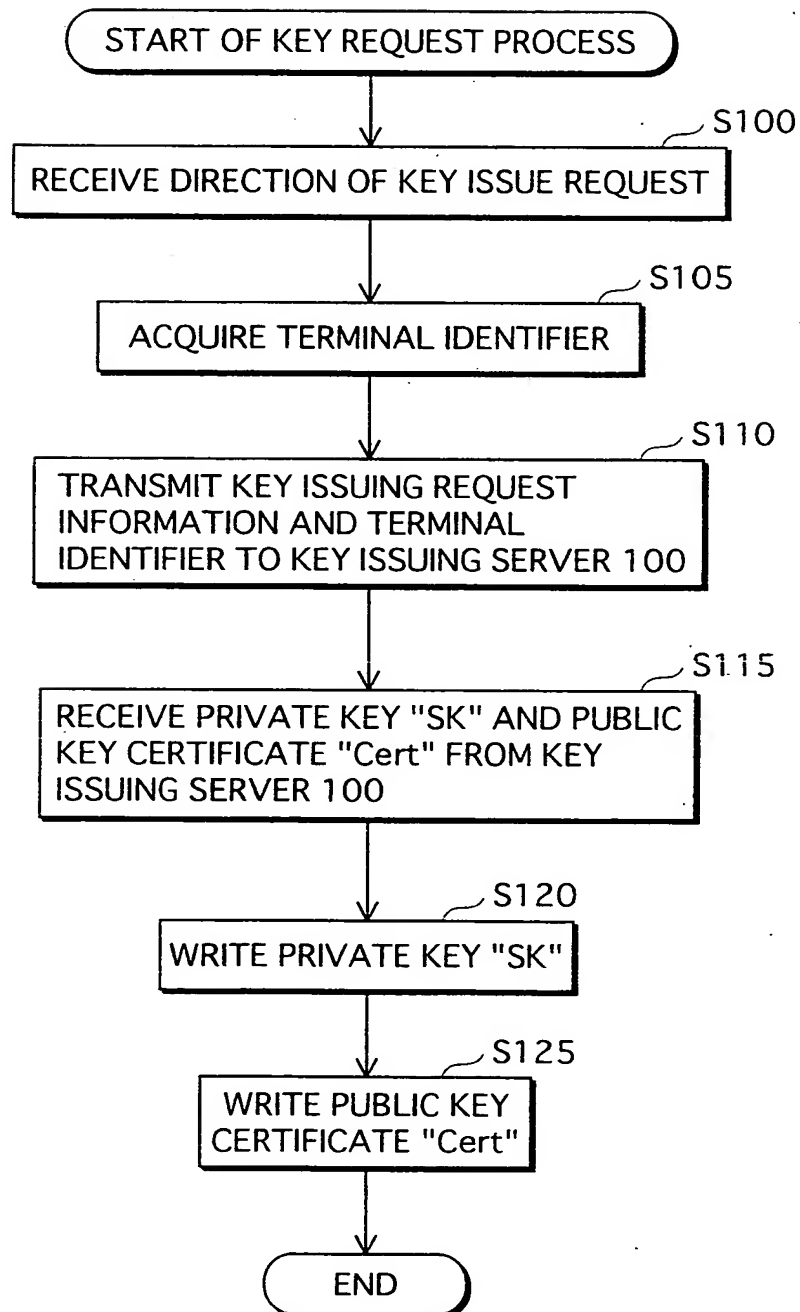 START OF KEY REQUEST PROCESS
S100
RECEIVE DIRECTION OF KEY ISSUE REQUEST
S105
ACQUIRE TERMINAL IDENTIFIER
S110
TRANSMIT KEY ISSUING REQUEST
INFORMATION AND TERMINAL
IDENTIFIER TO KEY ISSUING SERVER 100
S115
RECEIVE PRIVATE KEY "SK" AND PUBLIC
KEY CERTIFICATE "Cert" FROM KEY
ISSUING SERVER 100
S120
WRITE PRIVATE KEY "SK"
S125
WRITE PUBLIC KEY
CERTIFICATE "Cert"
END